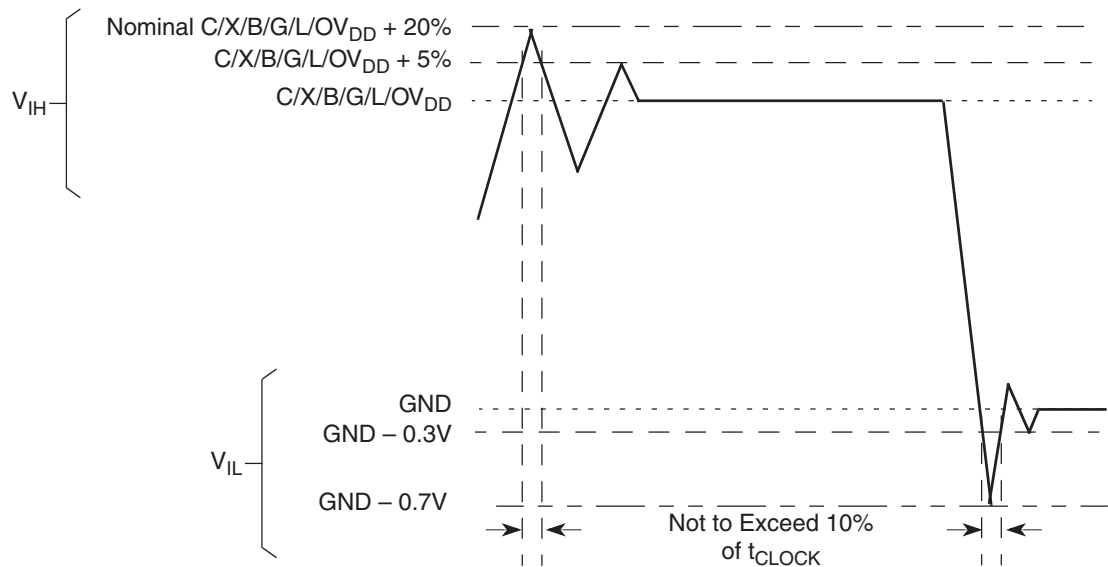 Nominal C/X/B/G/L/OVDD + 20%
C/X/B/G/L/OVDD + 5%
C/X/B/G/L/OVDD
VIH
GND
GND – 0.3V
VIL
GND – 0.7V
Not to Exceed 10%
of tCLOCK